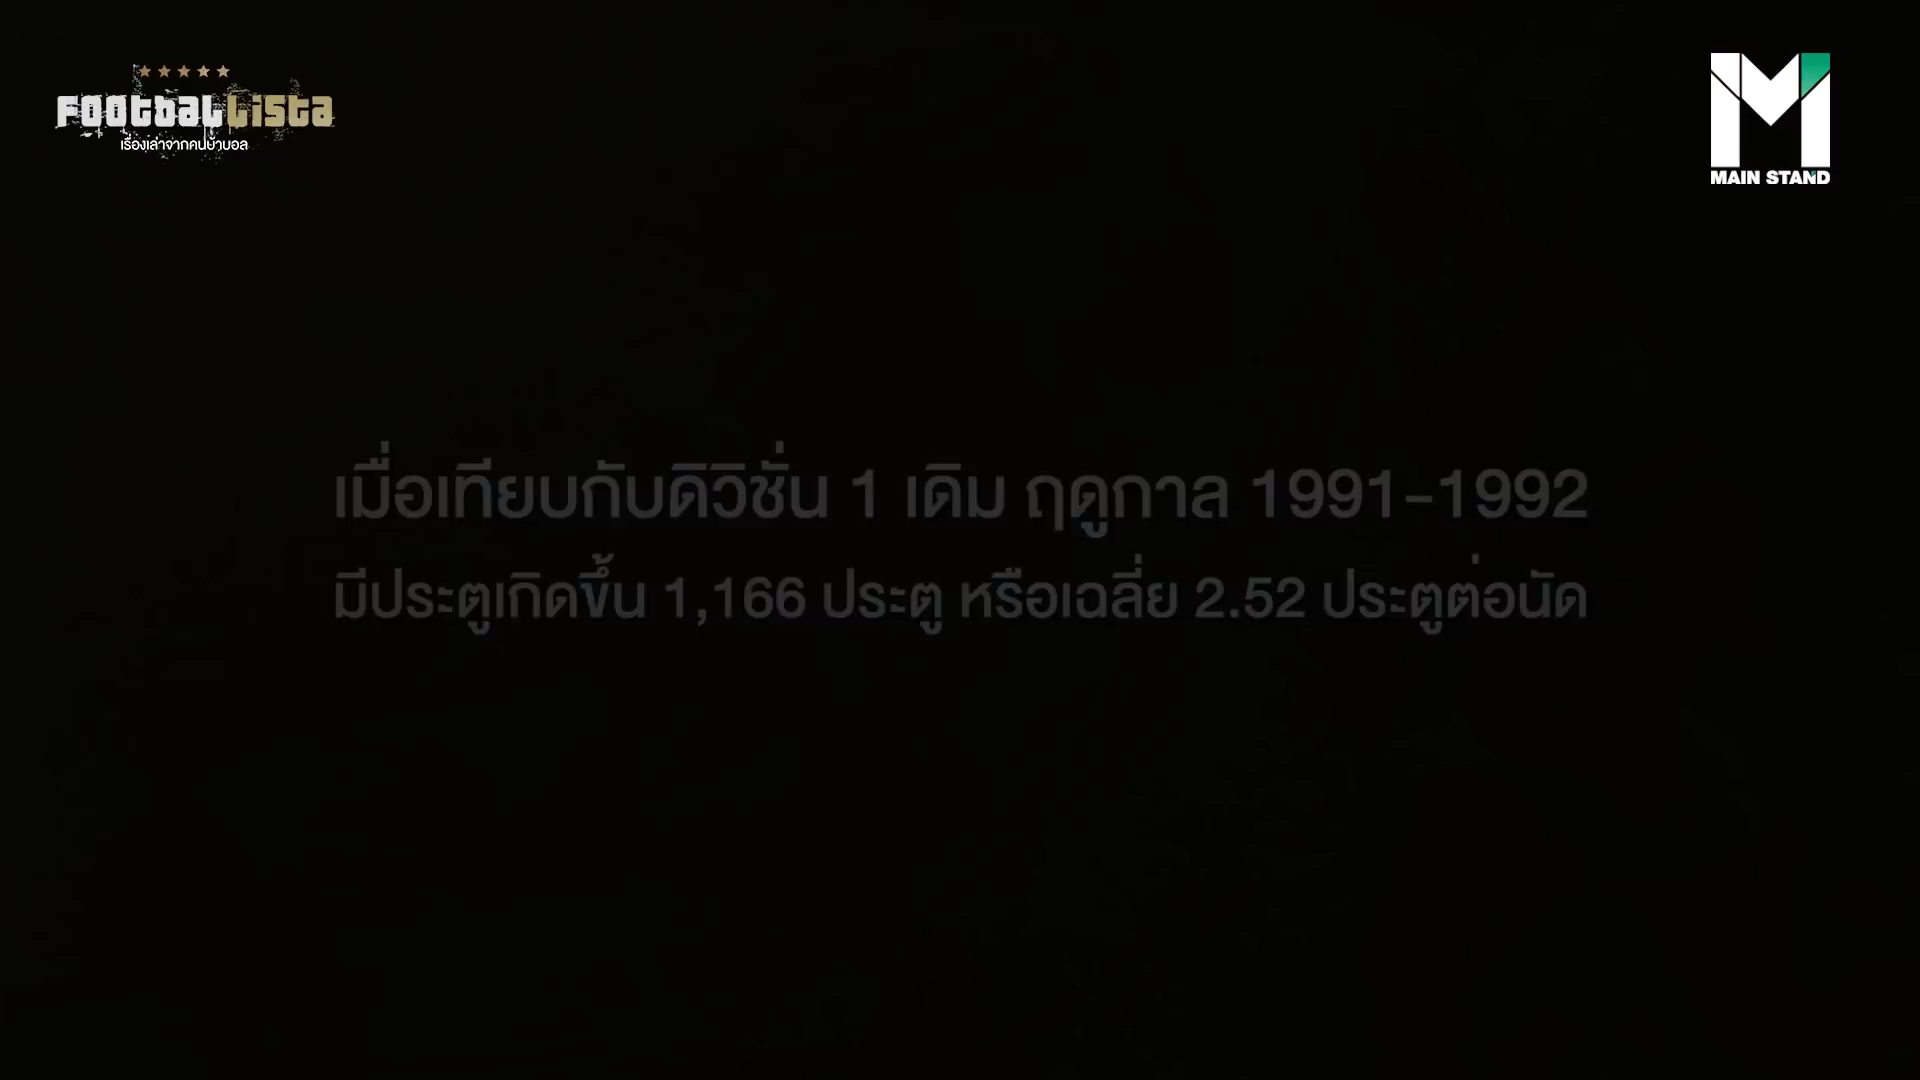 FOOtbaLLiSta
เรื่องเล่าจากคนบ้าบอล
MAIN STAND
เมื่อเทียบกับดิวิชั่น 1 เดิม ฤดูกาล 1991-1992
มีประตูเกิดขึ้น 1,166 ประตู หรือเฉลี่ย 2.52 ประตูต่อนัด